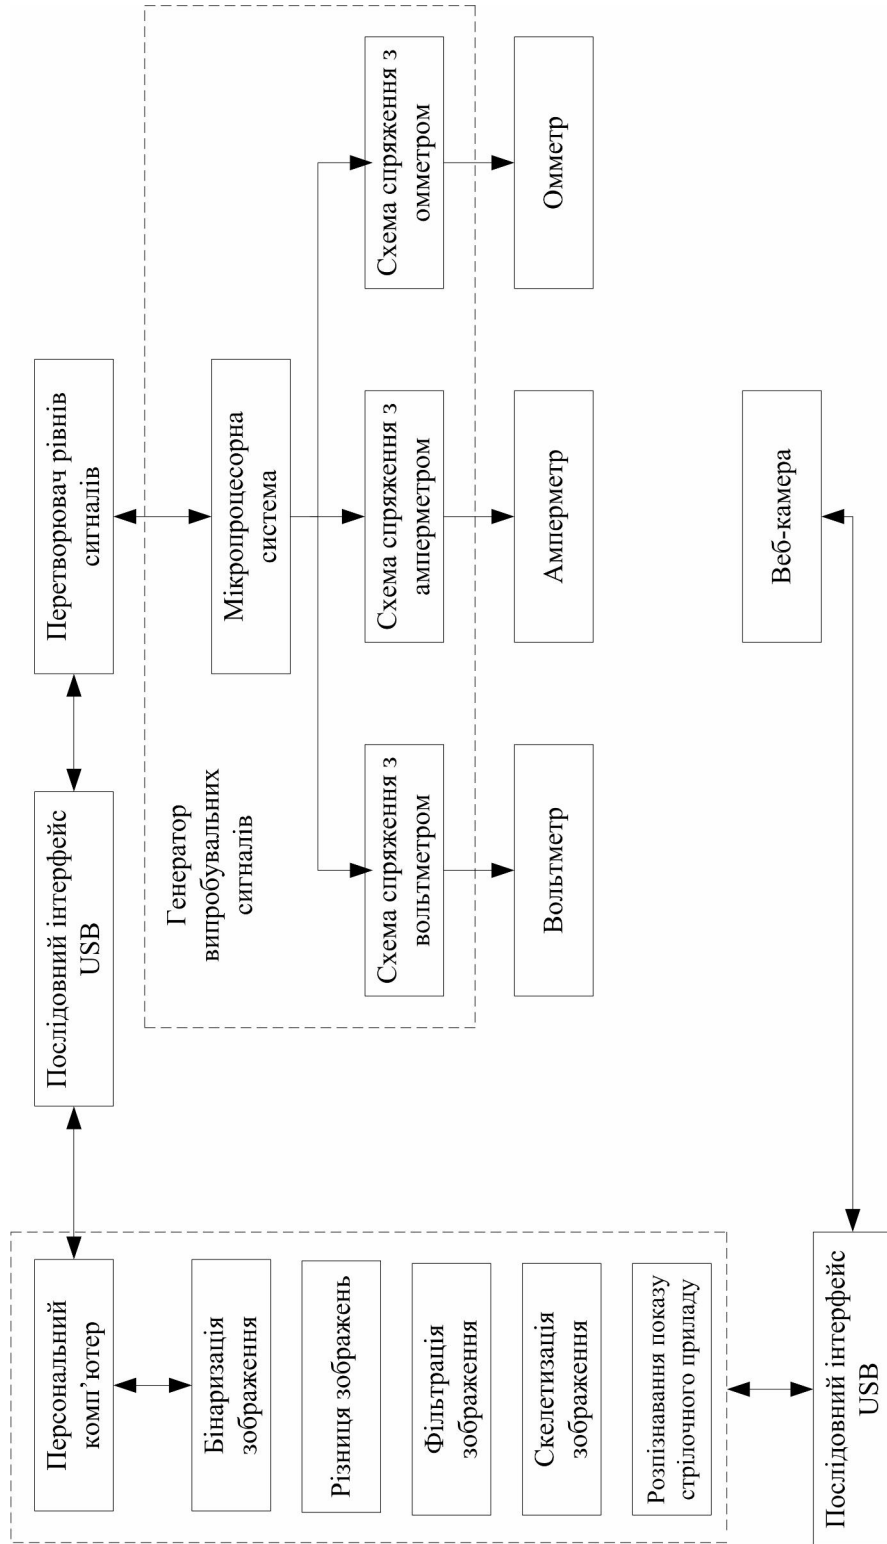 Персональний
комп’ютер
Бінаризація
зображення
Різниця зображень
Фільтрація
зображення
Скелетизація
зображення
Розпізнавання показу
стрілочного приладу
Послідовний інтерфейс
USB
Послідовний інтерфейс
USB
Перетворювач рівнів
сигналів
Генератор
випробувальних
сигналів
Мікропроцесорна
система
Схема спряження з
вольтметром
Схема спряження з
амперметром
Схема спряження з
омметром
Вольтметр
Амперметр
Омметр
Веб-камера